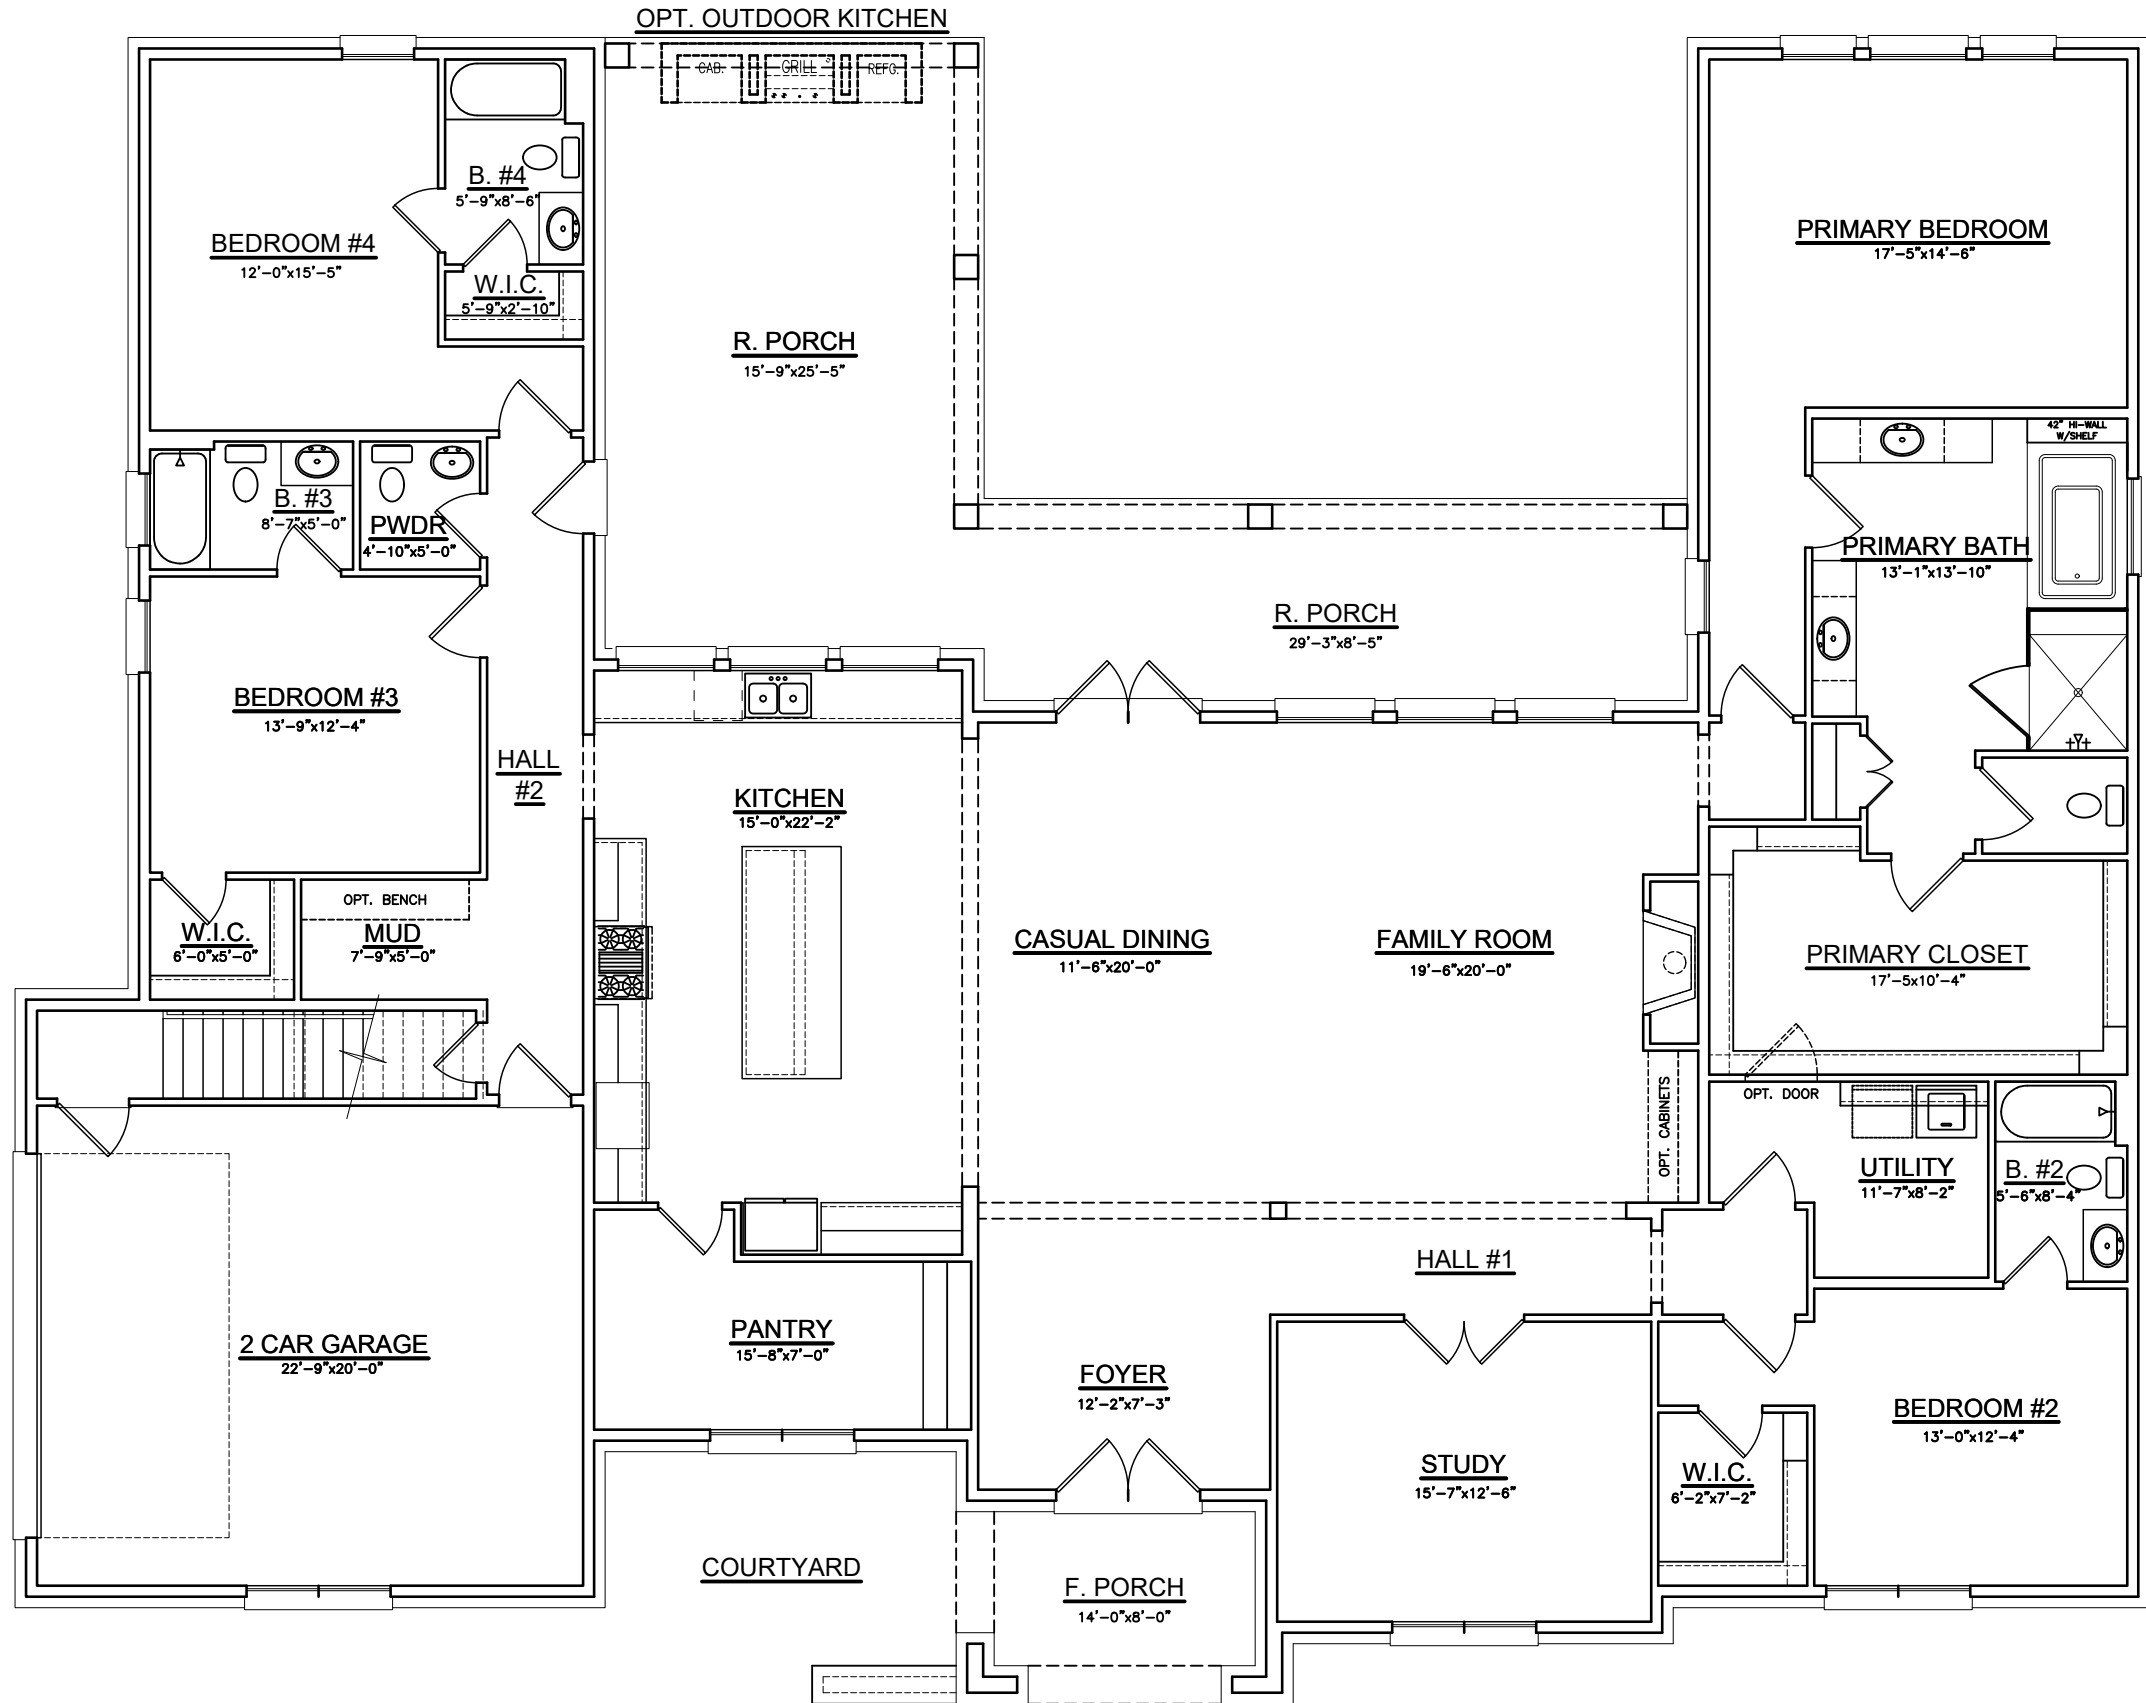 OPT. OUTDOOR KITCHEN
CAB.
GRILL
REFG.
B. #4
5'-9"x8'-6"
BEDROOM #4
12'-0"x15'-5"
W.I.C.
5'-9"x2'-10"
R. PORCH
15'-9"x25'-5"
PRIMARY BEDROOM
17'-5"x14'-6"
42" HI-WALL
W/SHELF
B. #3
8'-7"x5'-0"
PWDR
4'-10"x5'-0"
PRIMARY BATH
13'-1"x13'-10"
R. PORCH
29'-3"x8'-5"
BEDROOM #3
13'-9"x12'-4"
HALL
#2
KITCHEN
15'-0"x22'-2"
OPT. BENCH
W.I.C.
6'-0"x5'-0"
MUD
7'-9"x5'-0"
CASUAL DINING
11'-6"x20'-0"
FAMILY ROOM
19'-6"x20'-0"
PRIMARY CLOSET
17'-5x10'-4"
OPT. DOOR
OPT. CABINETS
UTILITY
11'-7"x8'-2"
B. #2
5'-6"x8'-4"
HALL #1
2 CAR GARAGE
22'-9"x20'-0"
PANTRY
15'-8"x7'-0"
FOYER
12'-2"x7'-3"
BEDROOM #2
13'-0"x12'-4"
STUDY
15'-7"x12'-6"
W.I.C.
6'-2"x7'-2"
COURTYARD
F. PORCH
14'-0"x8'-0"